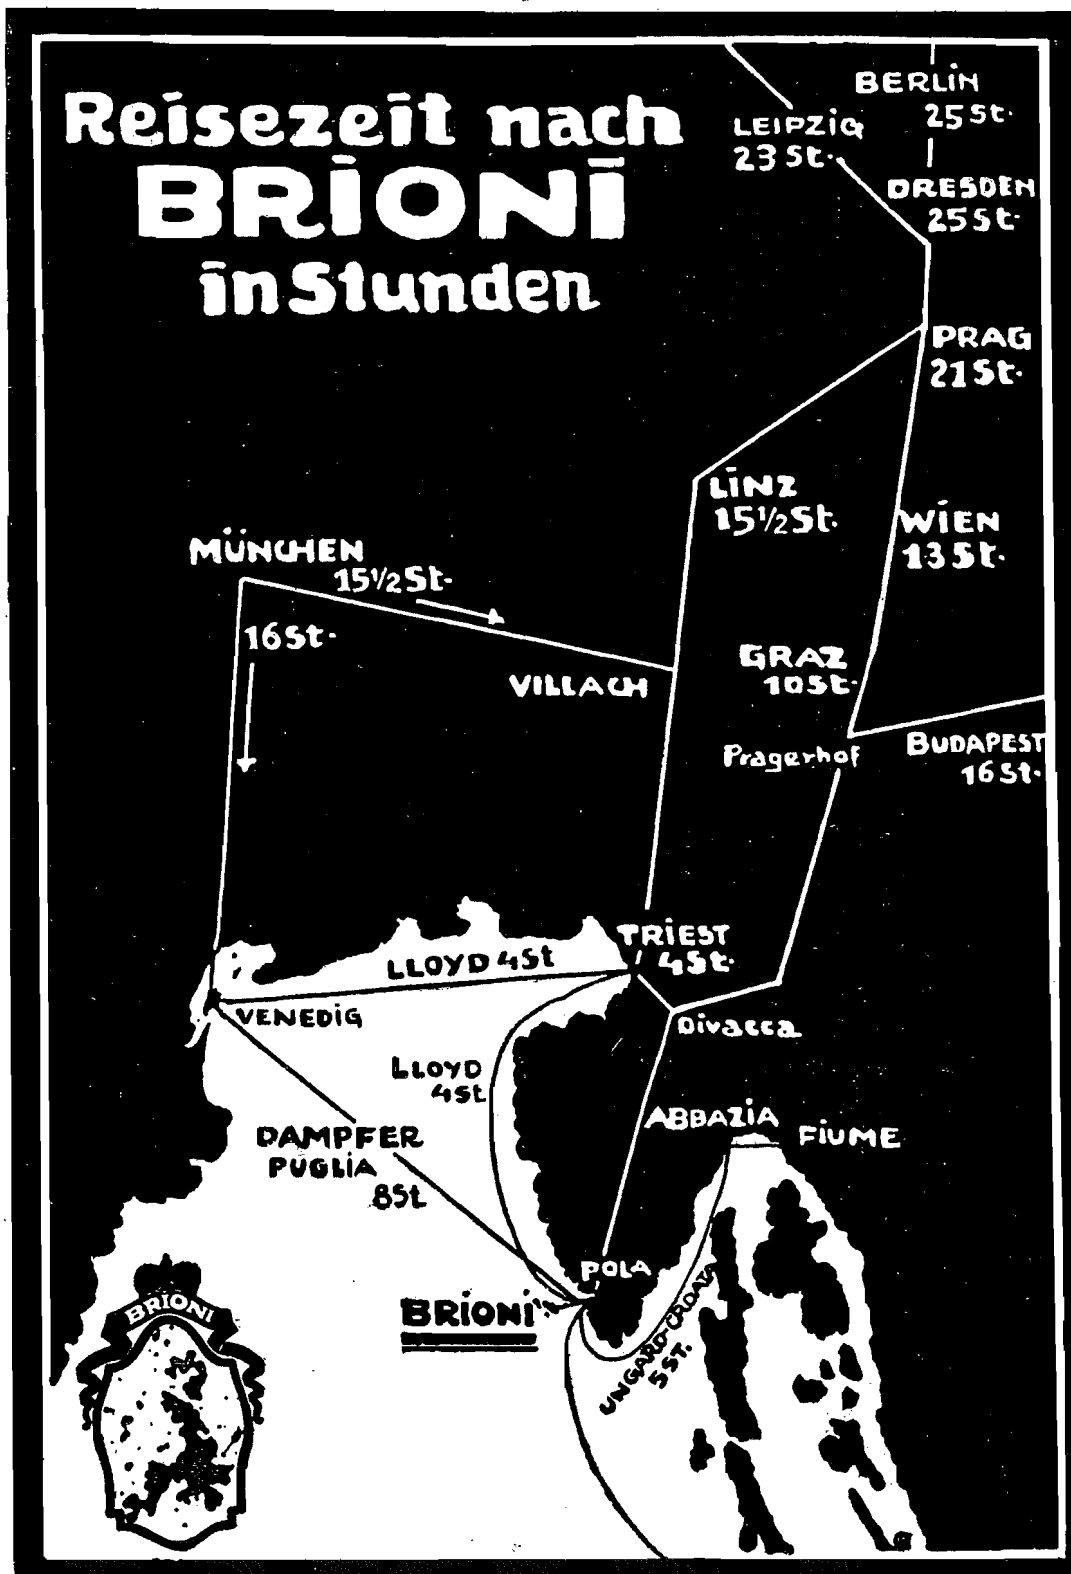 Reisezeit nach
BRIONI
in Stunden
BERLIN
25 St.
LEIPZIG
23 St.
DRESDEN
25 St.
PRAG
21 St.
LINZ
15½ St.
WIEN
13 St.
MÜNCHEN
15½ St.
16 St.
VILLACH
GRAZ
10 St.
Pragerhof
BUDAPEST
16 St.
TRIEST
4 St.
LLOYD 4 St
VENEDIG
Divacca
LLOYD
4 St
ABBAZIA
FIUME
DAMPFER
PUGLIA
8 St
POLA
BRIONI
UNGARO-CROATA
5 ST.
BRIONI